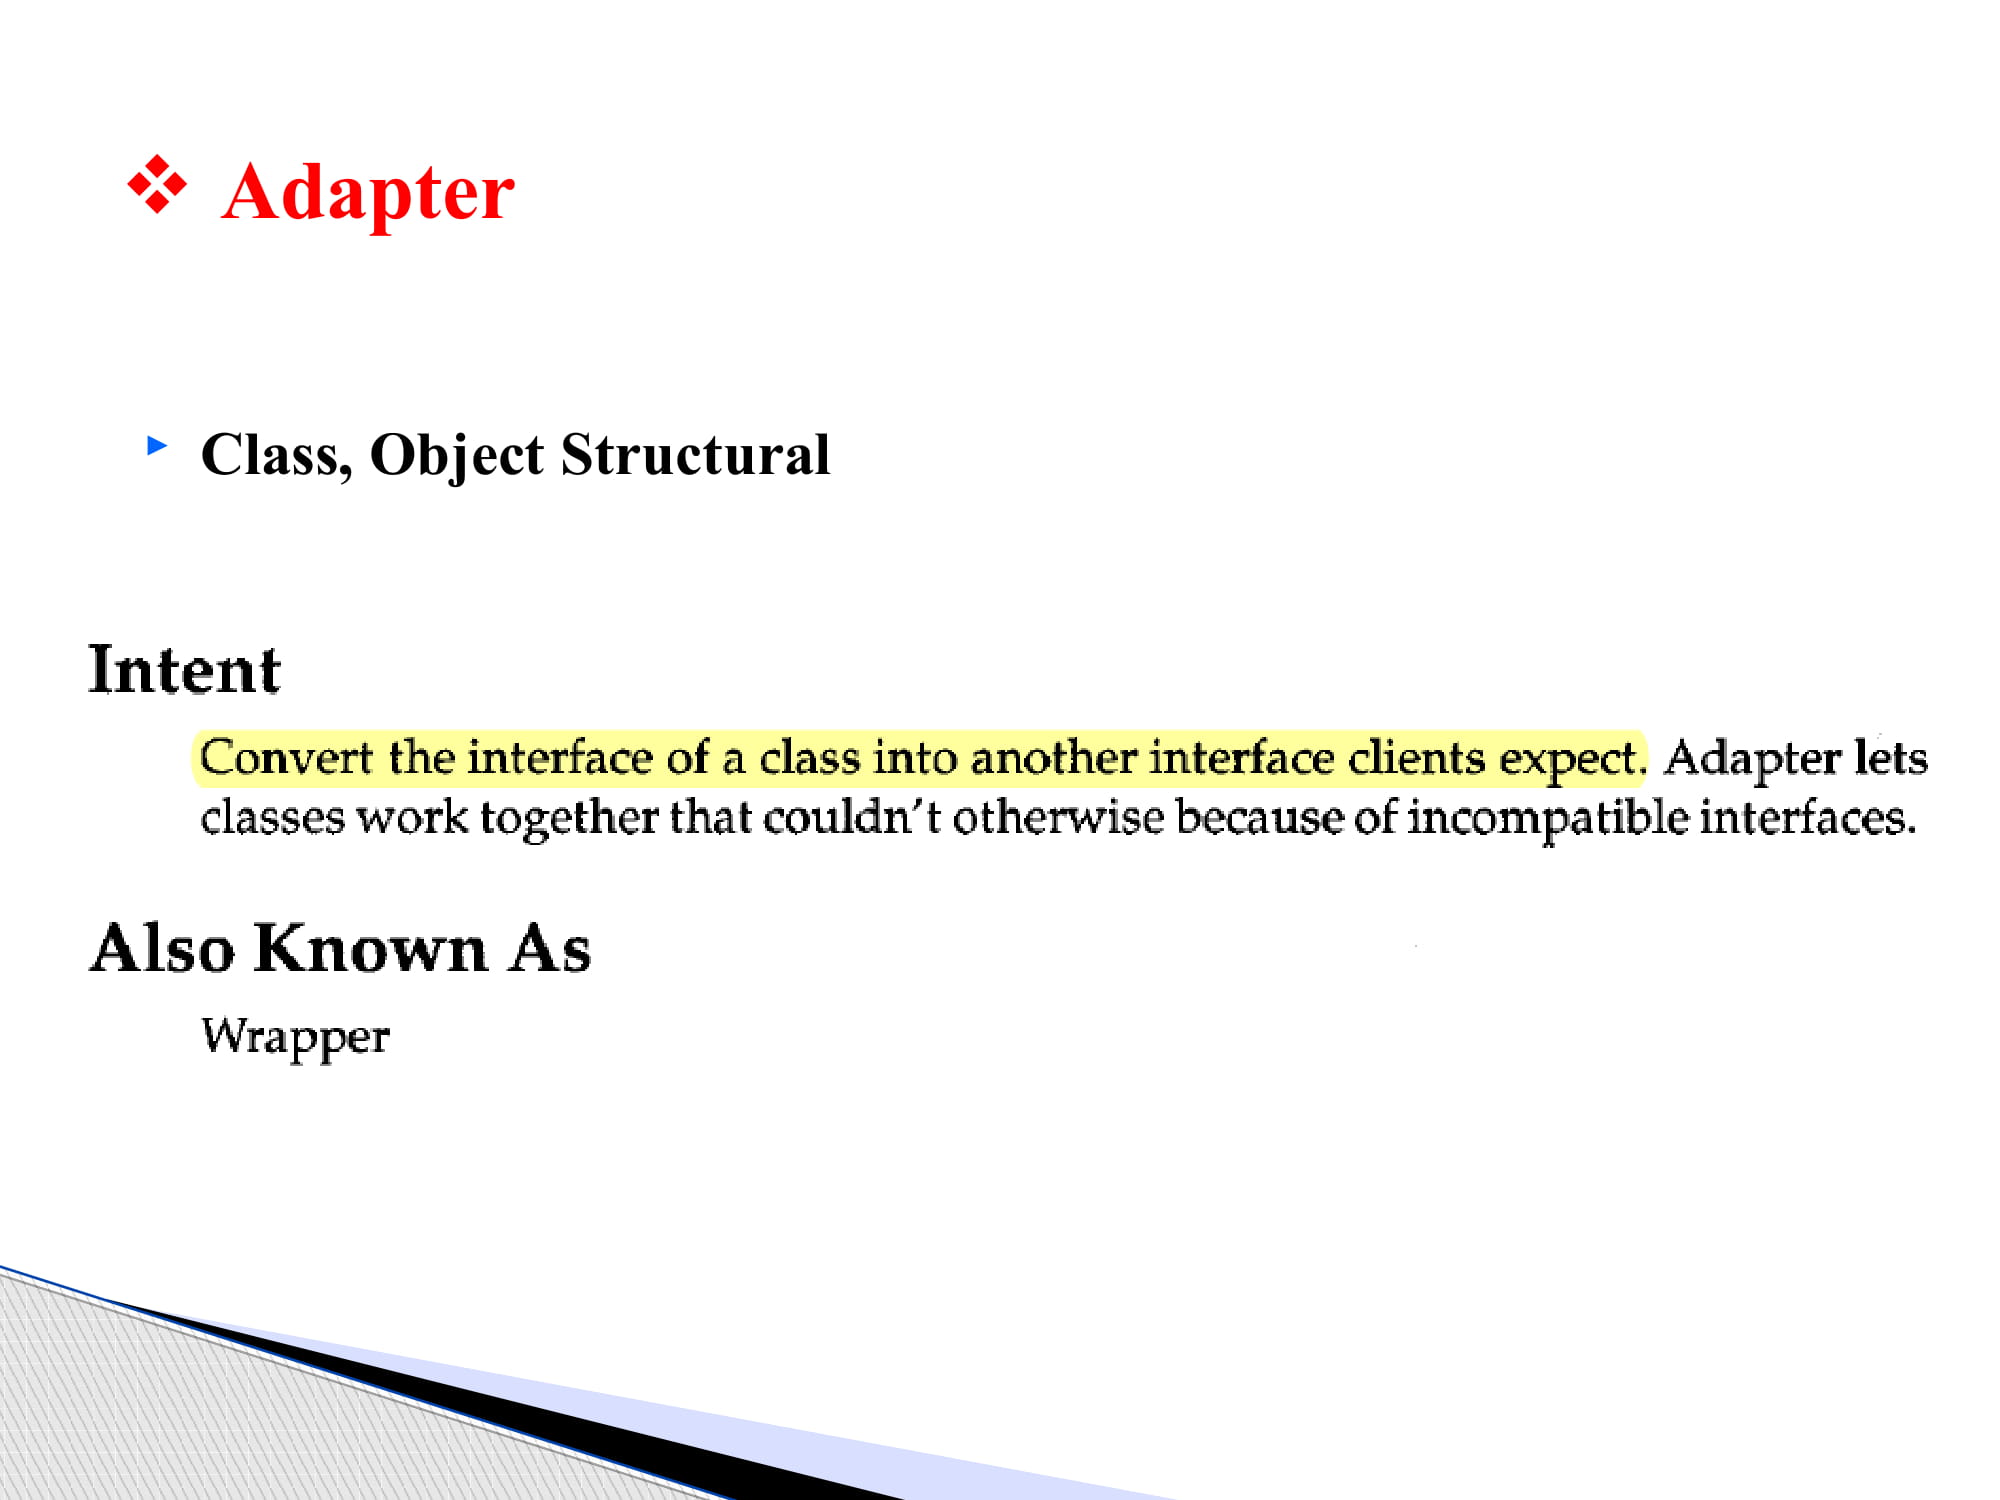 Adapter
Class, Object Structural
Intent
Convert the interface of a class into another interface clients expect. Adapter lets
classes work together that couldn't otherwise because of incompatible interfaces.
Also Known As
Wrapper